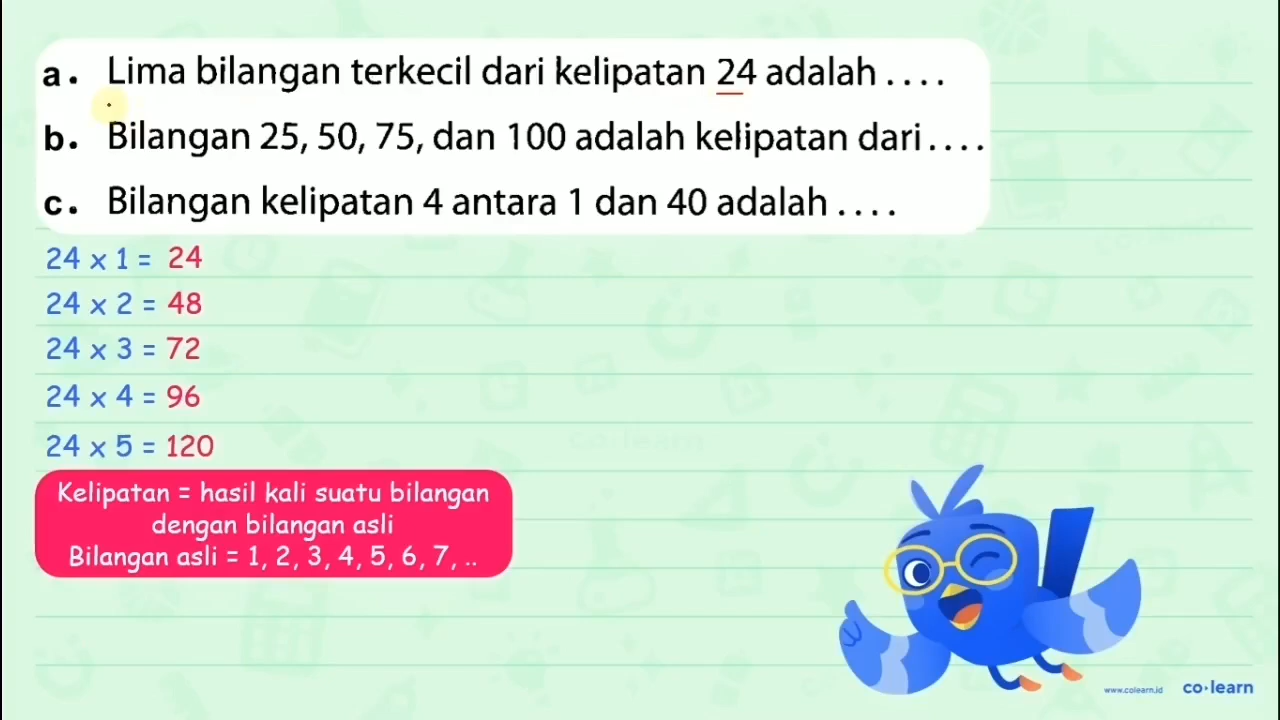 a. Lima bilangan terkecil dari kelipatan 24 adalah ....
b. Bilangan 25, 50, 75, dan 100 adalah kelipatan dari ....
c. Bilangan kelipatan 4 antara 1 dan 40 adalah ....
24 x 1 = 24
24 x 2 = 48
24 x 3 = 72
24 x 4 = 96
24 x 5 = 120
Kelipatan = hasil kali suatu bilangan
dengan bilangan asli
Bilangan asli = 1, 2, 3, 4, 5, 6, 7, ..
co·learn
www.colearn.id co·learn